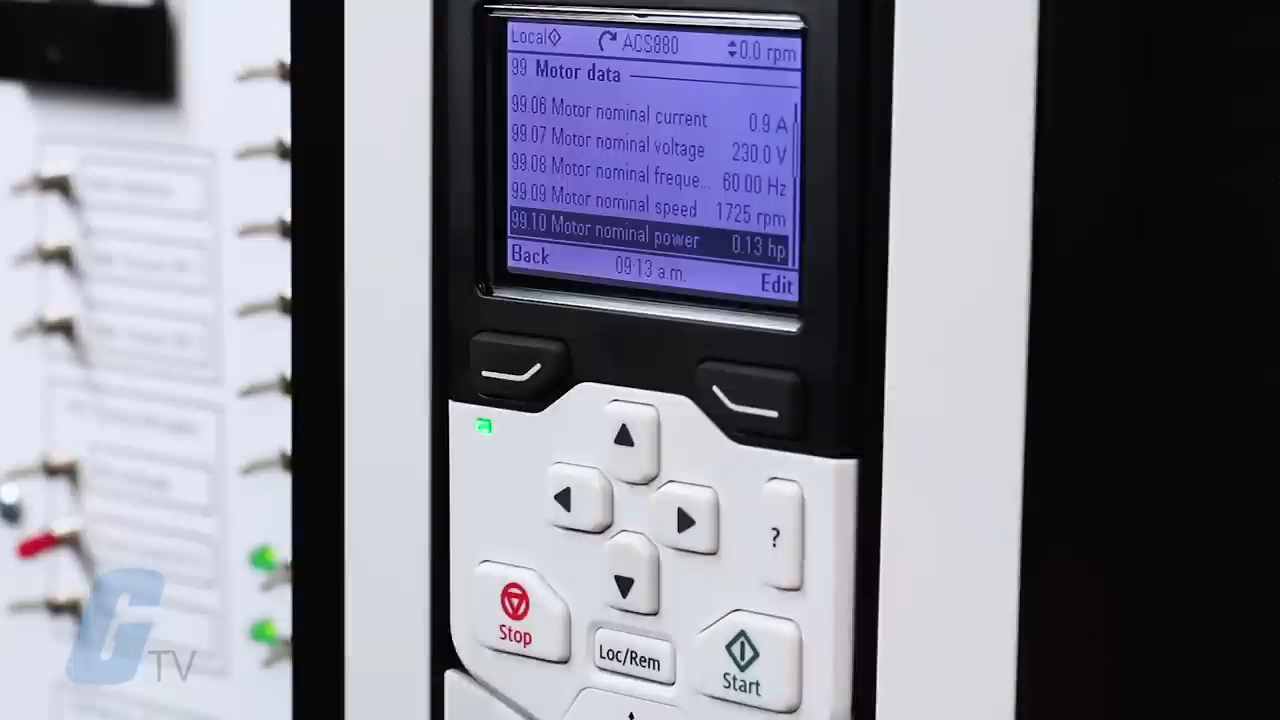 Local ACS880 0.0 rpm
99 Motor data
99.06 Motor nominal current 0.9 A
99.07 Motor nominal voltage 230.0 V
99.08 Motor nominal freque... 60.00 Hz
99.09 Motor nominal speed 1725 rpm
99.10 Motor nominal power 0.13 hp
Back 09:13 a.m. Edit
?
Stop
Loc/Rem
Start
G TV